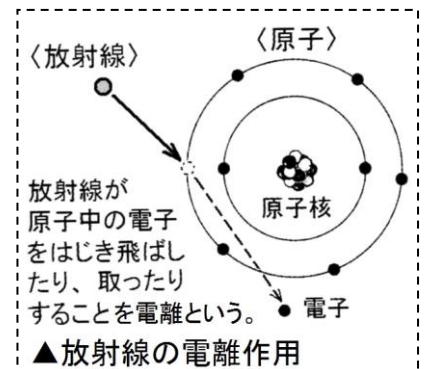 〈放射線〉
〈原子〉
原子核
放射線が
原子中の電子
をはじき飛ばし
たり、取ったり
することを電離という。
電子
▲放射線の電離作用